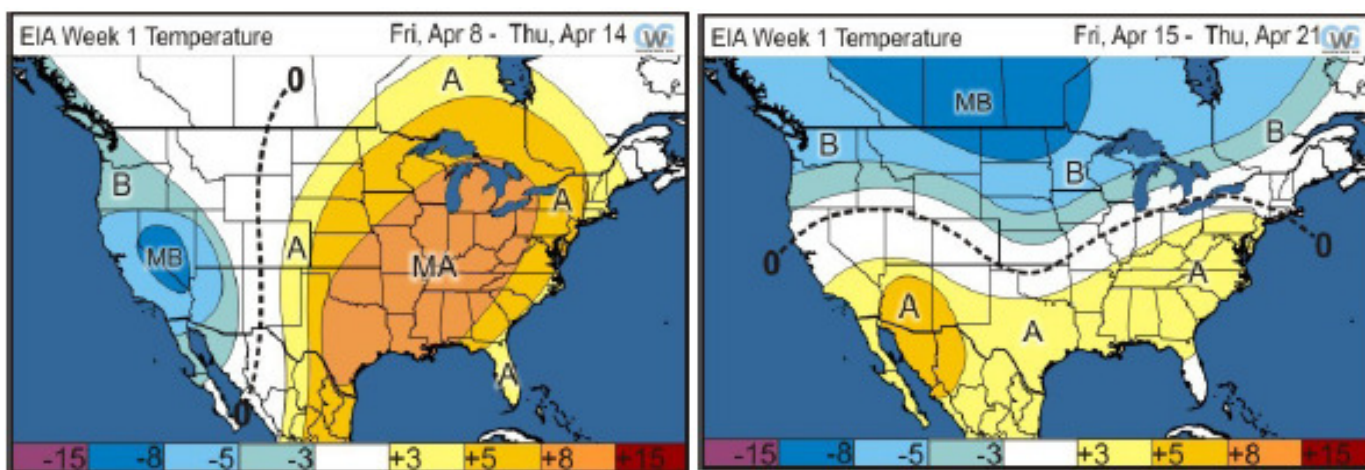 EIA Week 1 Temperature Fri, Apr 8 - Thu, Apr 14
A
0
B
A
A
MB
MA
A
0
-15 -8 -5 -3 +3 +5 +8 +15
EIA Week 1 Temperature Fri, Apr 15 - Thu, Apr 21
MB
B
B
B
0
0
A
A
A
-15 -8 -5 -3 +3 +5 +8 +15